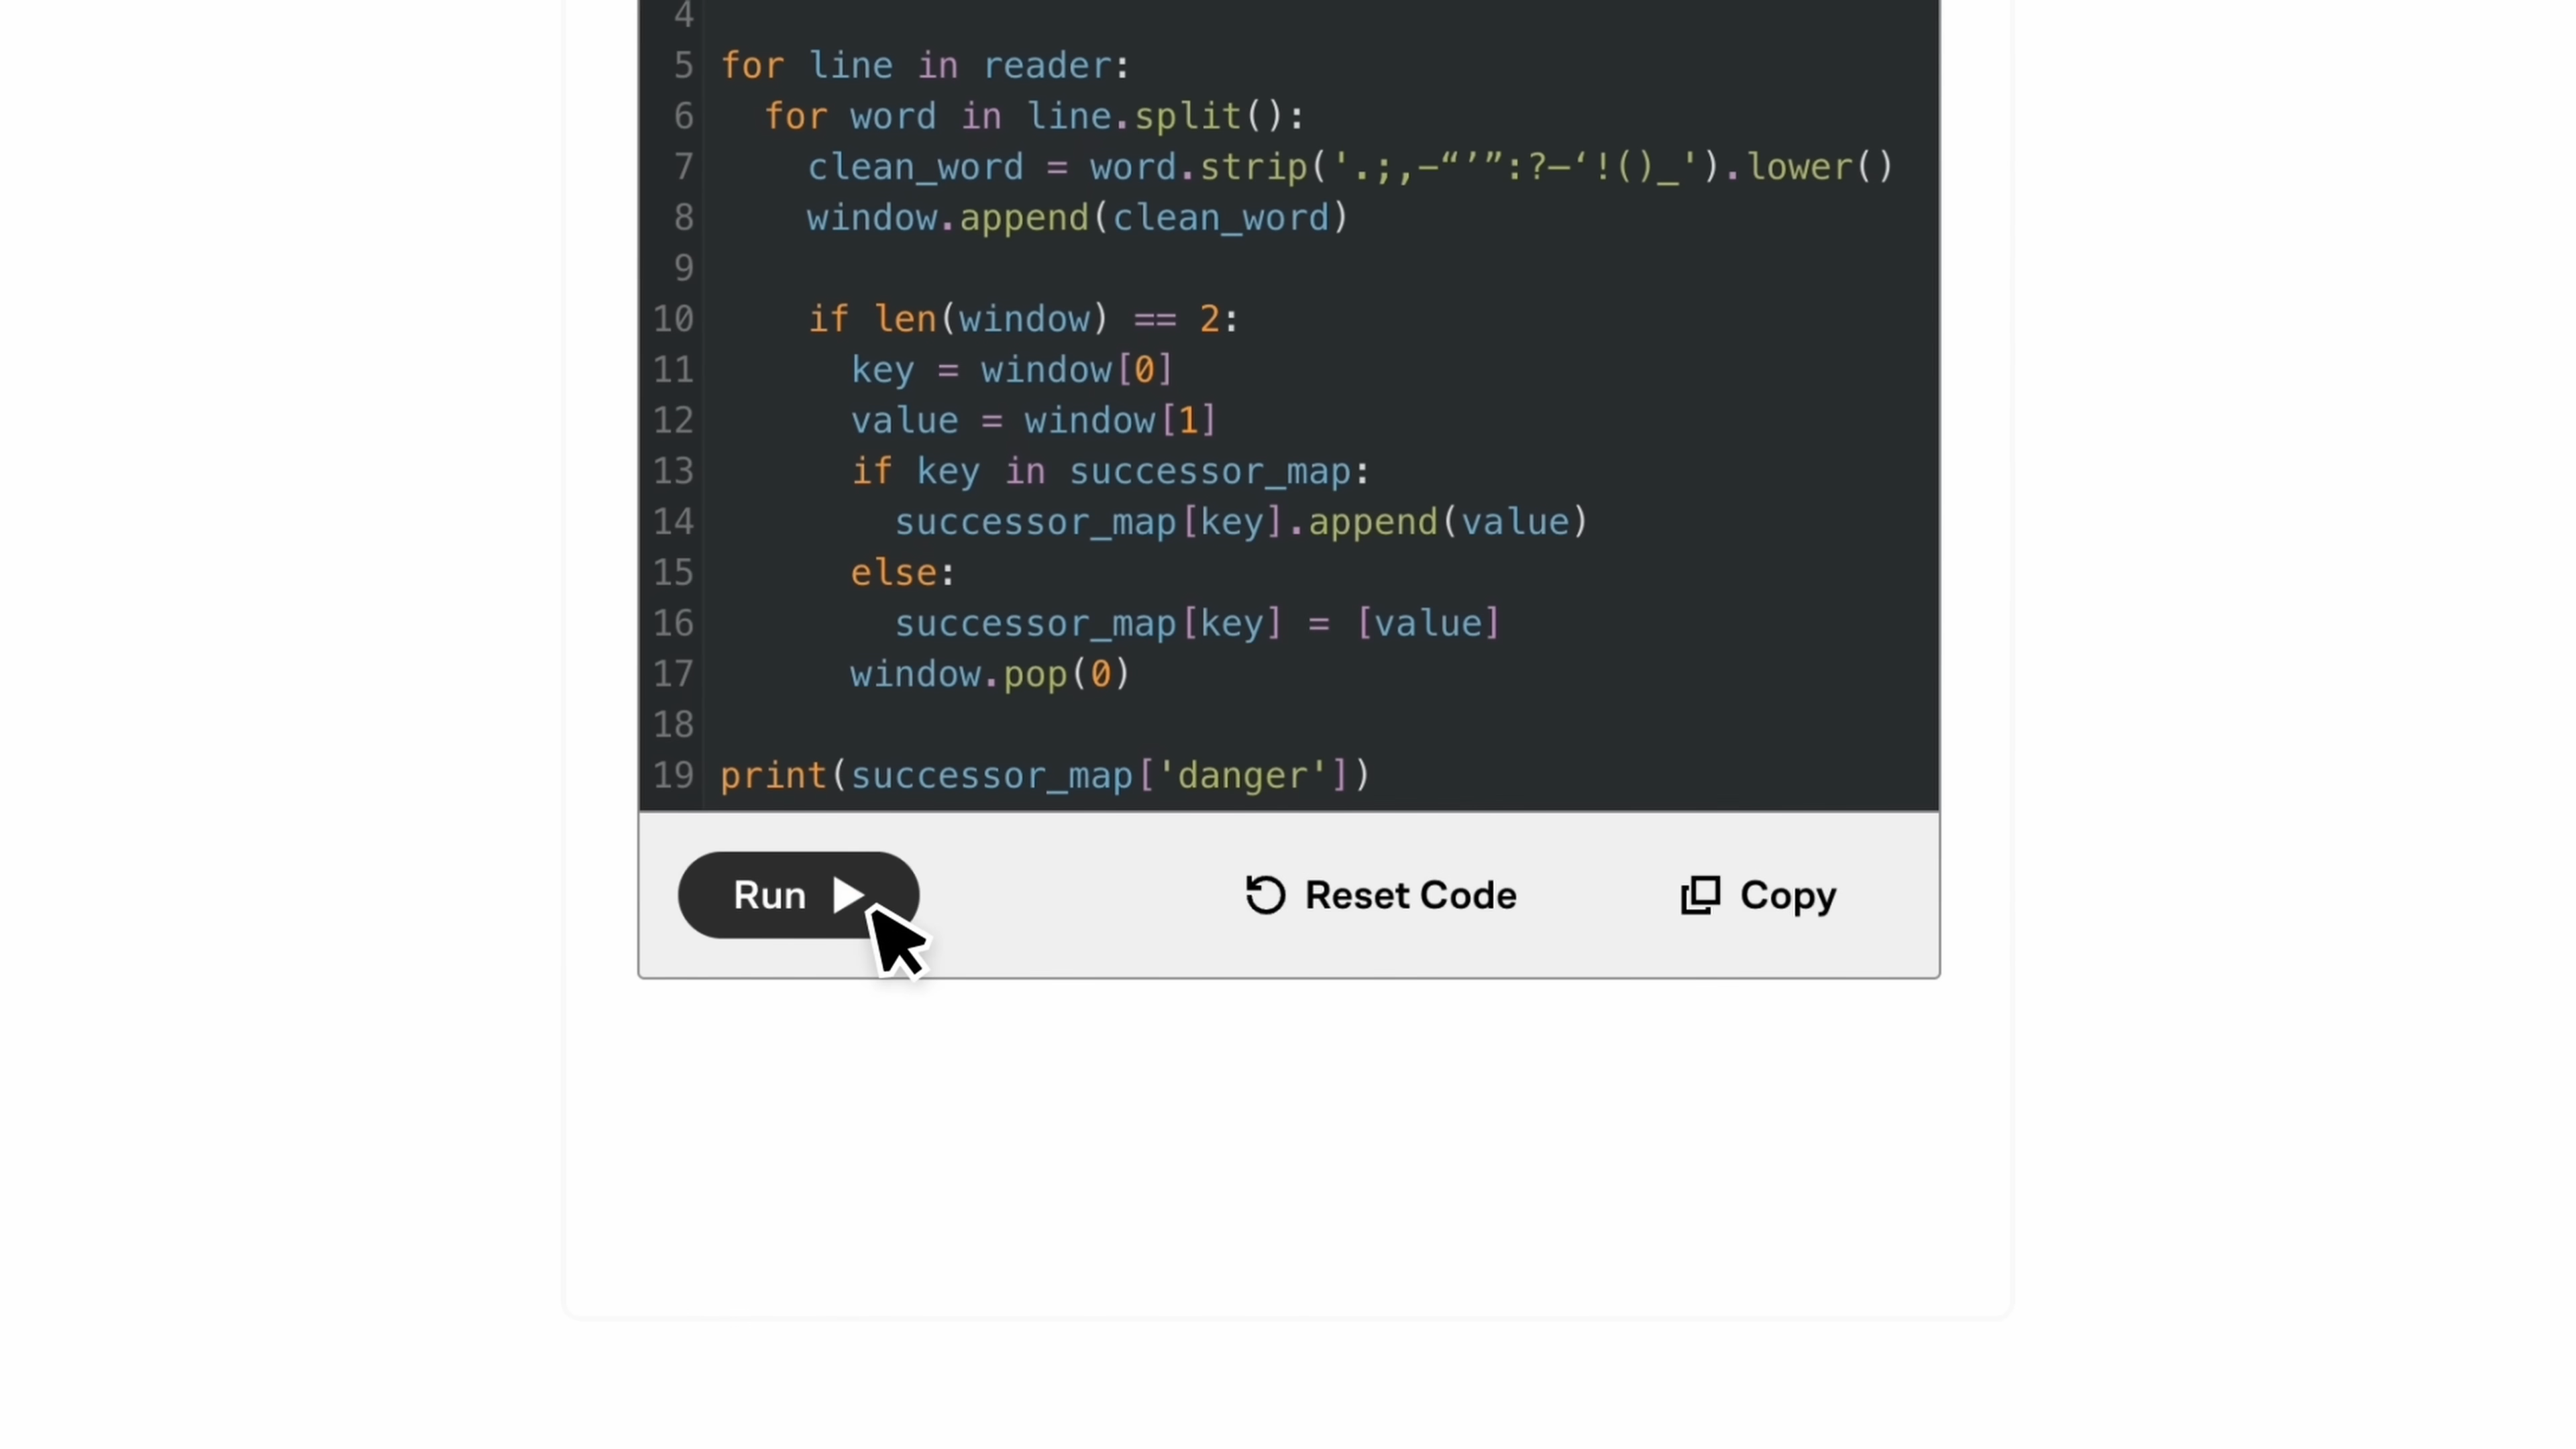 4
5 for line in reader:
6   for word in line.split():
7     clean_word = word.strip('.;,–“’”:?—‘!()_').lower()
8     window.append(clean_word)
9
10     if len(window) == 2:
11       key = window[0]
12       value = window[1]
13       if key in successor_map:
14         successor_map[key].append(value)
15       else:
16         successor_map[key] = [value]
17       window.pop(0)
18
19 print(successor_map['danger'])
Run Reset Code Copy